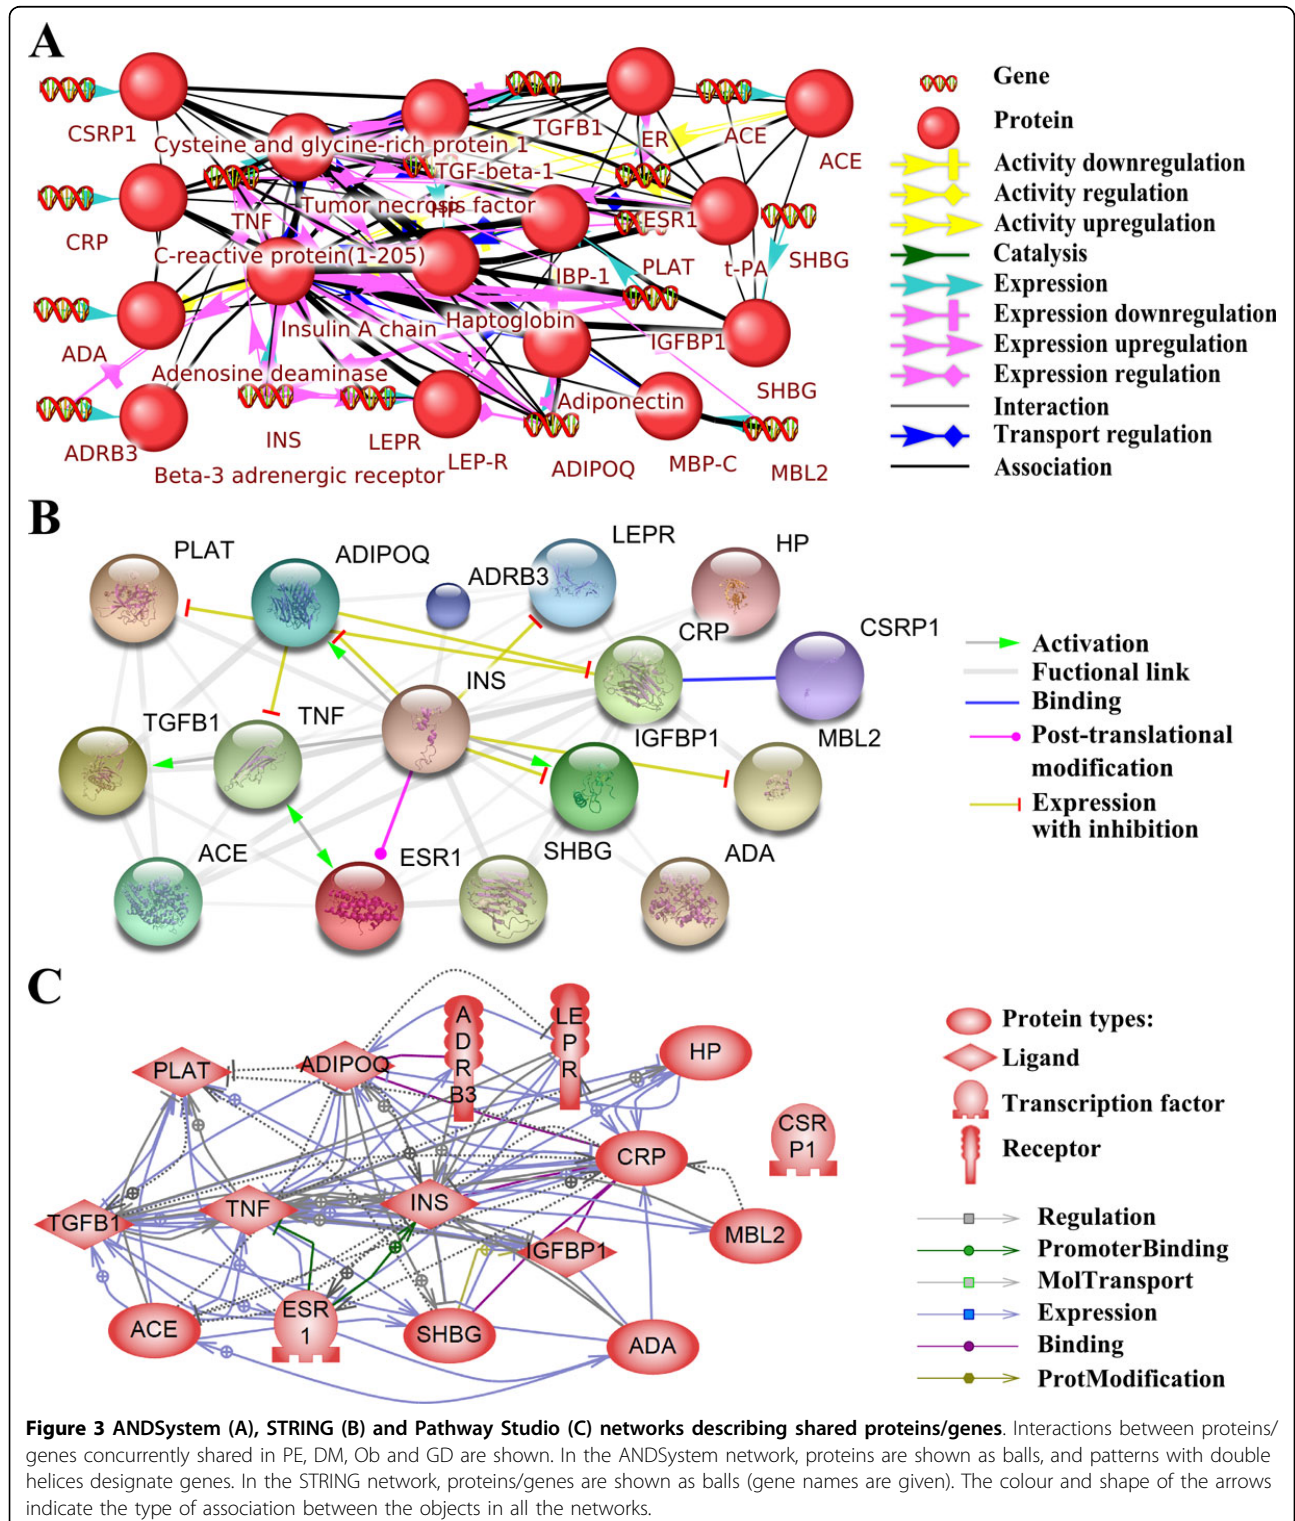 A
CSRP1
Cysteine and glycine-rich protein 1
TGFB1
ER
ACE
ACE
TGF-beta-1
CRP
TNF
Tumor necrosis factor
HP
ESR1
C-reactive protein(1-205)
IBP-1
PLAT
t-PA
SHBG
ADA
Insulin A chain
Haptoglobin
IGFBP1
Adenosine deaminase
SHBG
Adiponectin
ADRB3
INS
LEPR
Beta-3 adrenergic receptor
LEP-R
ADIPOQ
MBP-C
MBL2
Gene
Protein
Activity downregulation
Activity regulation
Activity upregulation
Catalysis
Expression
Expression downregulation
Expression upregulation
Expression regulation
Interaction
Transport regulation
Association
B
PLAT
ADIPOQ
ADRB3
LEPR
HP
CRP
CSRP1
INS
TGFB1
TNF
IGFBP1
MBL2
ACE
ESR1
SHBG
ADA
Activation
Fuctional link
Binding
Post-translational
modification
Expression
with inhibition
C
PLAT
ADIPOQ
A
D
R
B3
LE
P
R
HP
CSR
P1
CRP
TGFB1
TNF
INS
IGFBP1
MBL2
ACE
ESR
1
SHBG
ADA
Protein types:
Ligand
Transcription factor
Receptor
Regulation
PromoterBinding
MolTransport
Expression
Binding
ProtModification
Figure 3 ANDSystem (A), STRING (B) and Pathway Studio (C) networks describing shared proteins/genes. Interactions between proteins/
genes concurrently shared in PE, DM, Ob and GD are shown. In the ANDSystem network, proteins are shown as balls, and patterns with double
helices designate genes. In the STRING network, proteins/genes are shown as balls (gene names are given). The colour and shape of the arrows
indicate the type of association between the objects in all the networks.